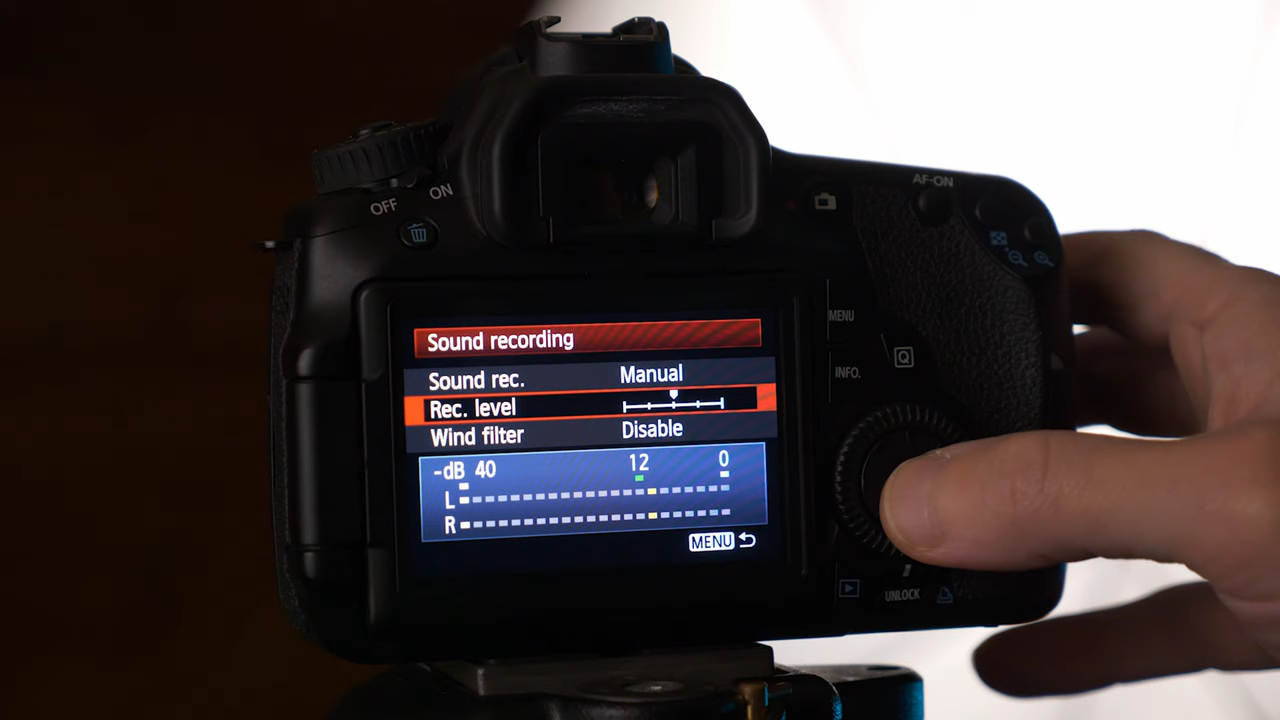 AF-ON
ON
OFF
MENU
Q
INFO.
Sound recording
Sound rec. Manual
Rec. level
Wind filter Disable
-dB 40 12 0
L
R
MENU
UNLOCK